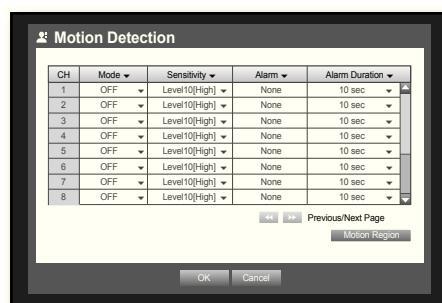 Motion Detection
CH Mode Sensitivity Alarm Alarm Duration
1 OFF Level10[High] None 10 sec
2 OFF Level10[High] None 10 sec
3 OFF Level10[High] None 10 sec
4 OFF Level10[High] None 10 sec
5 OFF Level10[High] None 10 sec
6 OFF Level10[High] None 10 sec
7 OFF Level10[High] None 10 sec
8 OFF Level10[High] None 10 sec
Previous/Next Page
Motion Region
OK Cancel